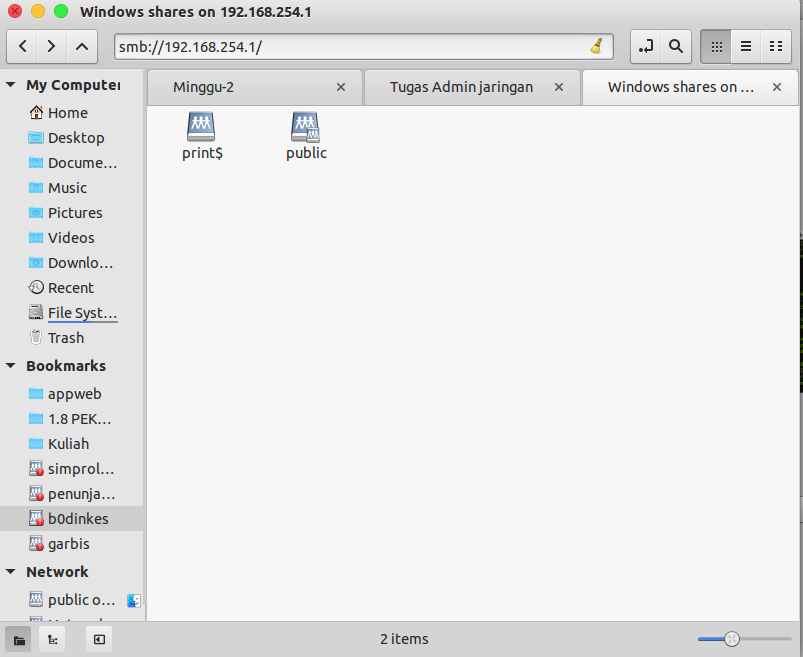 Windows shares on 192.168.254.1
smb://192.168.254.1/
My Computer
Home
Desktop
Docume...
Music
Pictures
Videos
Downlo...
Recent
File Syst...
Trash
Bookmarks
appweb
1.8 PEK...
Kuliah
simprol...
penunja...
b0dinkes
garbis
Network
public o...
Minggu-2
Tugas Admin jaringan
Windows shares on ...
print$
public
2 items